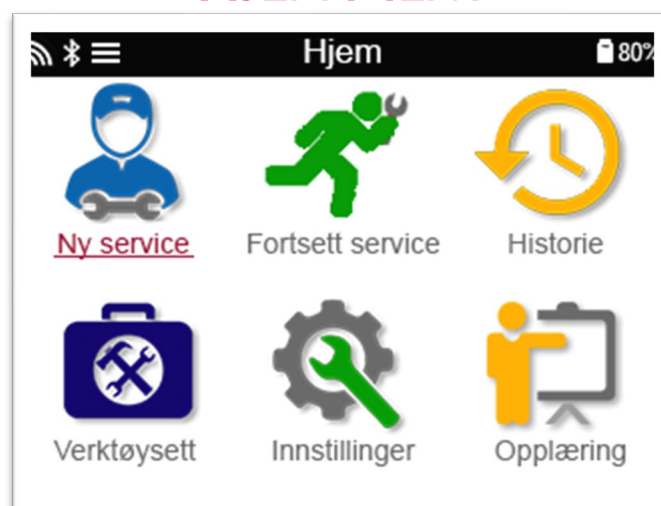 Hjem
80%
Ny service
Fortsett service
Historie
Verktøysett
Innstillinger
Opplæring